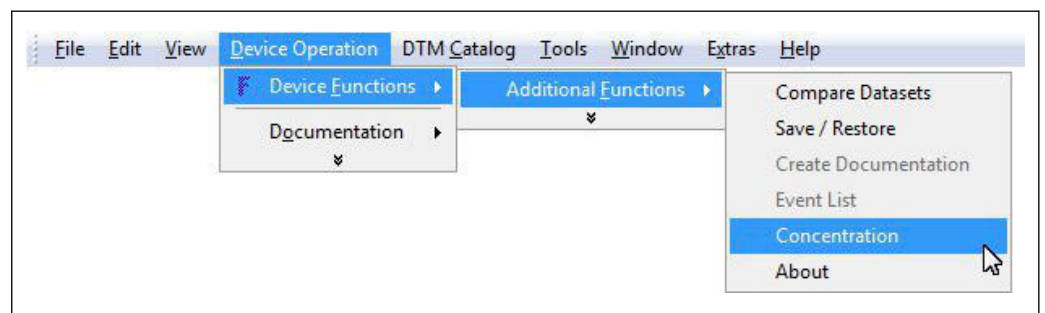 File Edit View Device Operation DTM Catalog Tools Window Extras Help
Device Functions
Additional Functions
Documentation
Compare Datasets
Save / Restore
Create Documentation
Event List
Concentration
About